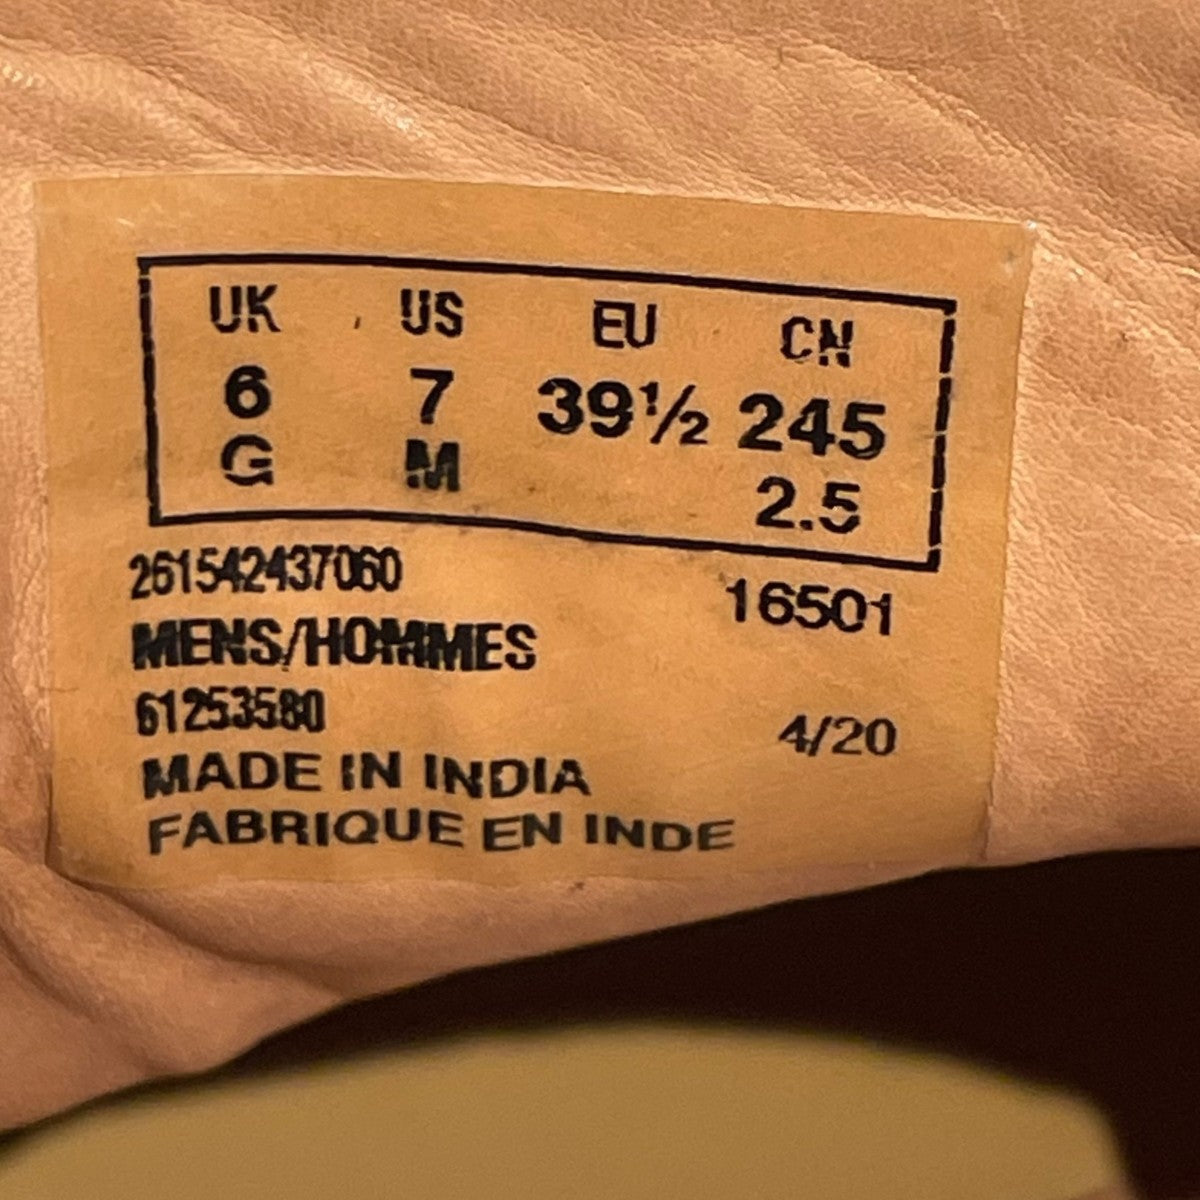 UK US EU CN
6 7 39½ 245
G M 2.5
261542437060 16501
MENS/HOMMES
61253580 4/20
MADE IN INDIA
FABRIQUE EN INDE